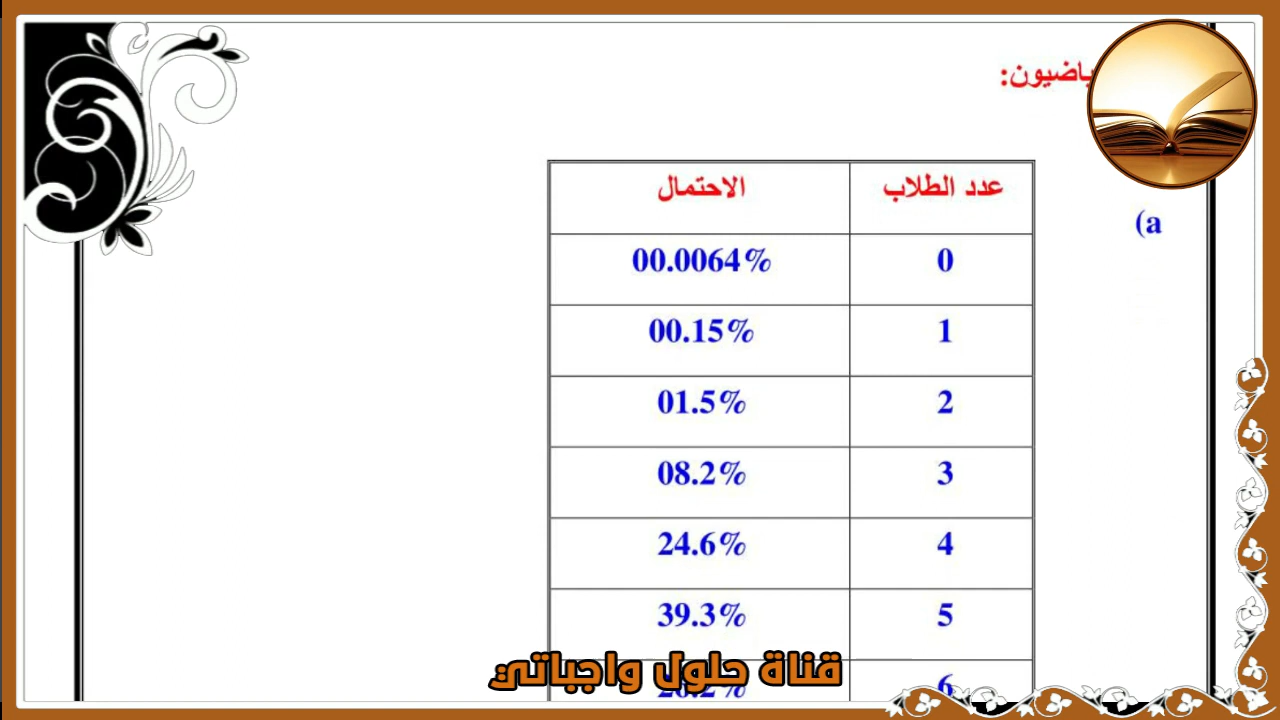 ياضيون:
(a
عدد الطلاب الاحتمال
0 00.0064%
1 00.15%
2 01.5%
3 08.2%
4 24.6%
5 39.3%
6
قناة حلول واجباتي